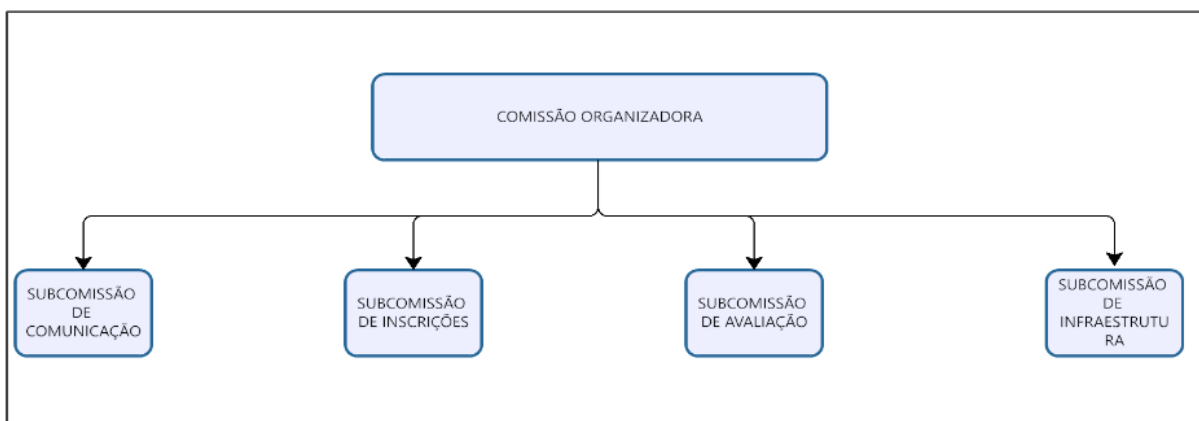 COMISSÃO ORGANIZADORA
SUBCOMISSÃO
DE
COMUNICAÇÃO
SUBCOMISSÃO
DE INSCRIÇÕES
SUBCOMISSÃO
DE AVALIAÇÃO
SUBCOMISSÃO
DE
INFRAESTRUTU
RA